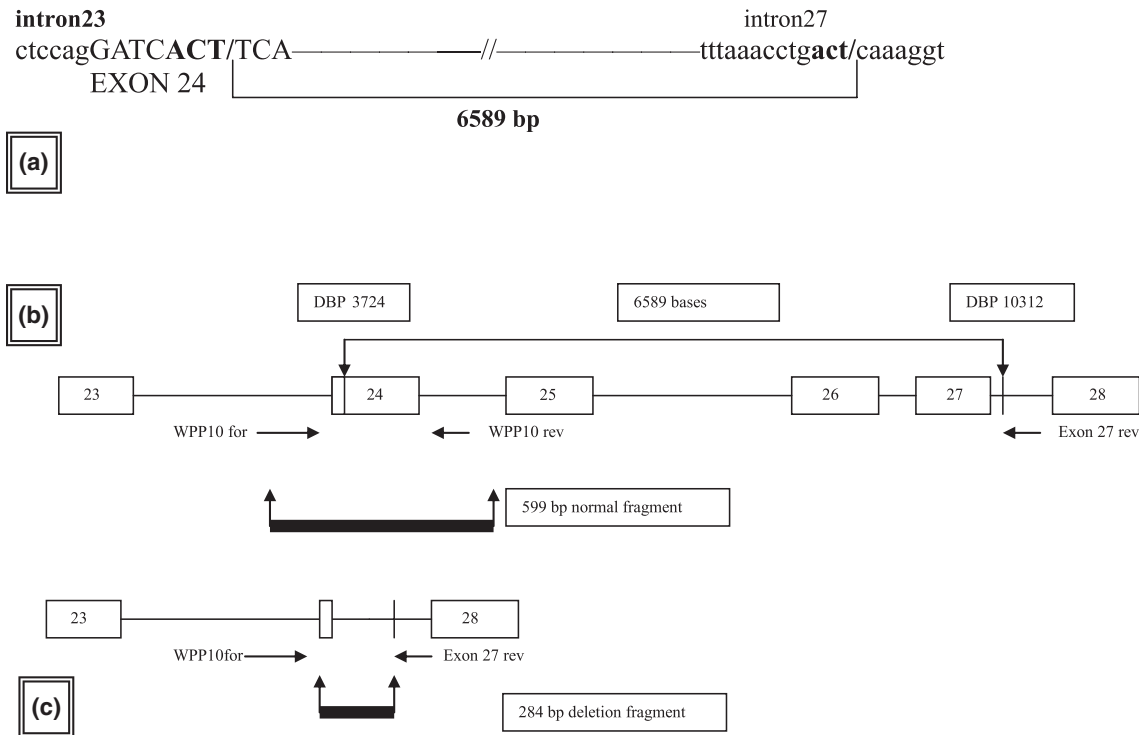 intron23 intron27
ctccagGATCACT/TCA // tttaaacctgact/caaaggt
EXON 24
6589 bp
(a)
(b)
DBP 3724 6589 bases DBP 10312
23 24 25 26 27 28
WPP10 for WPP10 rev Exon 27 rev
599 bp normal fragment
23 28
WPP10for Exon 27 rev
(c)
284 bp deletion fragment